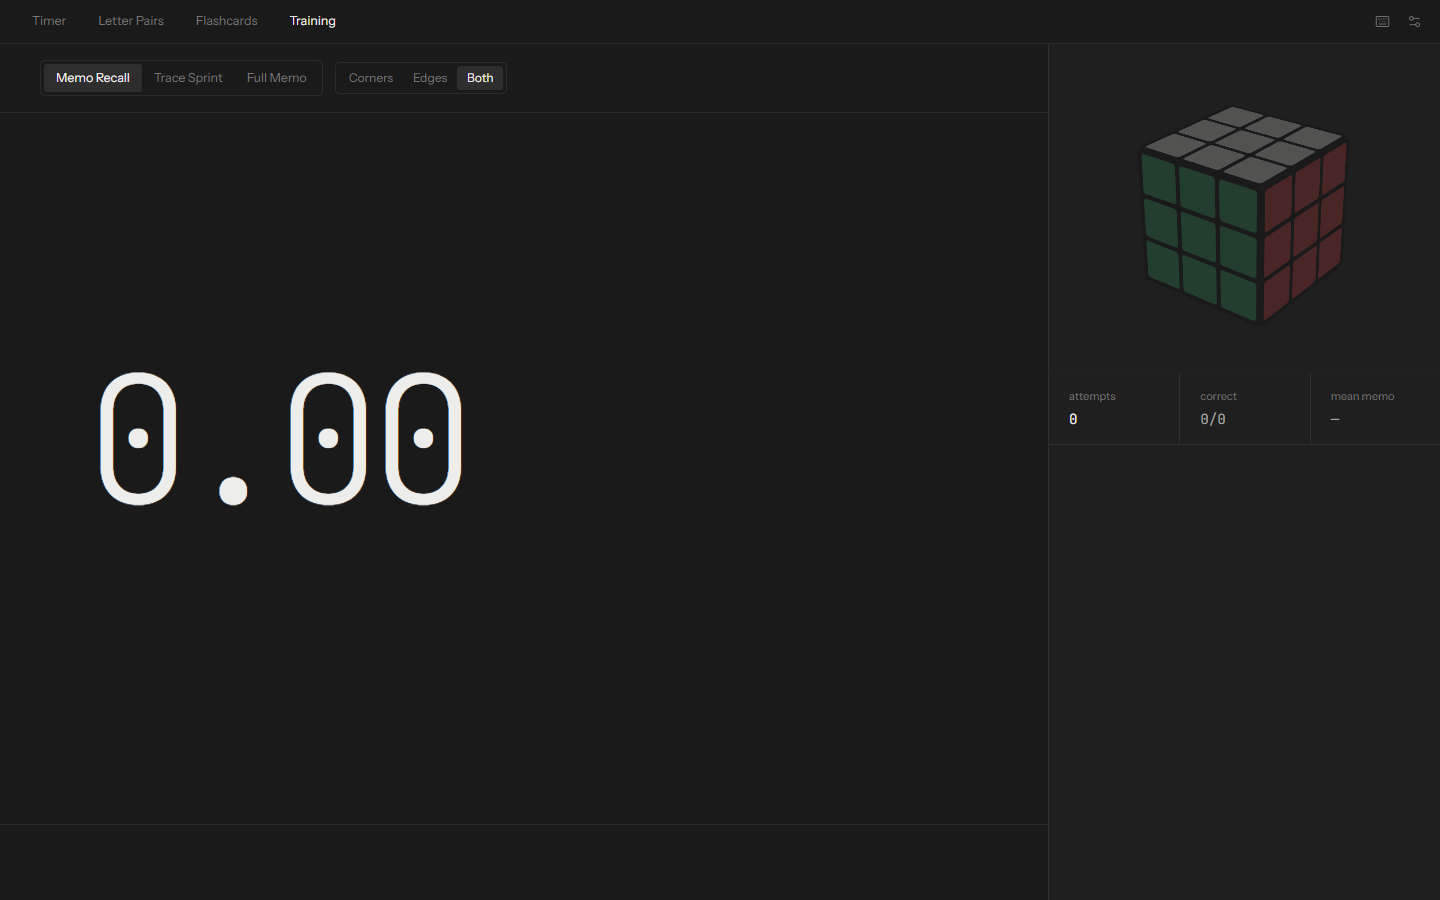 Timer Letter Pairs Flashcards Training
Memo Recall Trace Sprint Full Memo Corners Edges Both
0.00
attempts correct mean memo
0 0/0 –